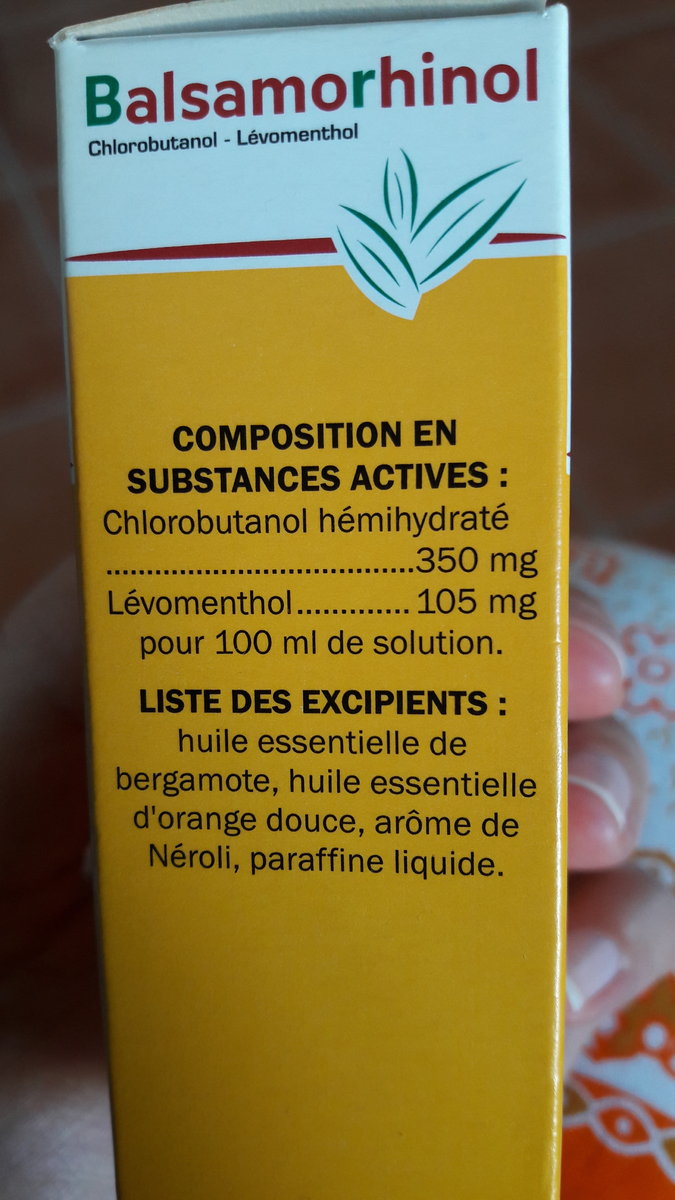 Balsamorhinol
Chlorobutanol - Lévomenthol
COMPOSITION EN
SUBSTANCES ACTIVES :
Chlorobutanol hémihydraté
.....................................350 mg
Lévomenthol............. 105 mg
pour 100 ml de solution.
LISTE DES EXCIPIENTS :
huile essentielle de
bergamote, huile essentielle
d'orange douce, arôme de
Néroli, paraffine liquide.